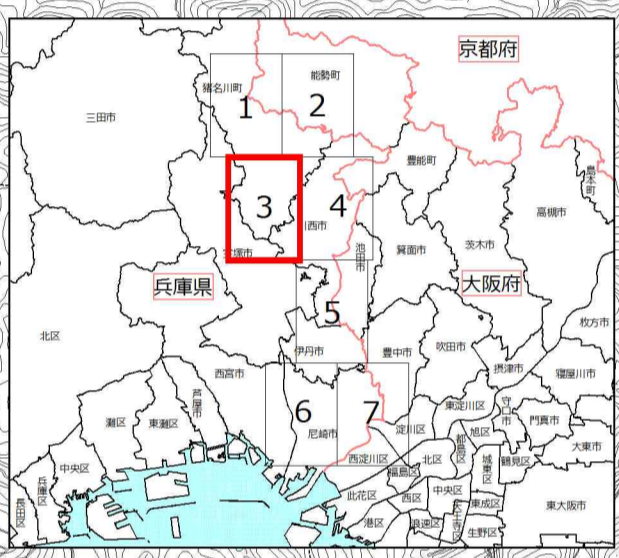 京都府
能勢町
猪名川町
1
2
三田市
豊能町
島本町
3
4
高槻市
川西市
茨木市
箕面市
池田市
宝塚市
兵庫県
大阪府
5
枚方市
北区
吹田市
伊丹市
豊中市
摂津市
寝屋川市
西宮市
芦屋市
守口市
東淀川区
6
7
門真市
灘区
東灘区
旭区
淀川区
尼崎市
都島区
大東市
城東区
鶴見区
西淀川区
北区
中央区
福島区
兵庫区
中央区
此花区
西区
東成区
東大阪市
長田区
天王寺区
港区
浪速区
生野区